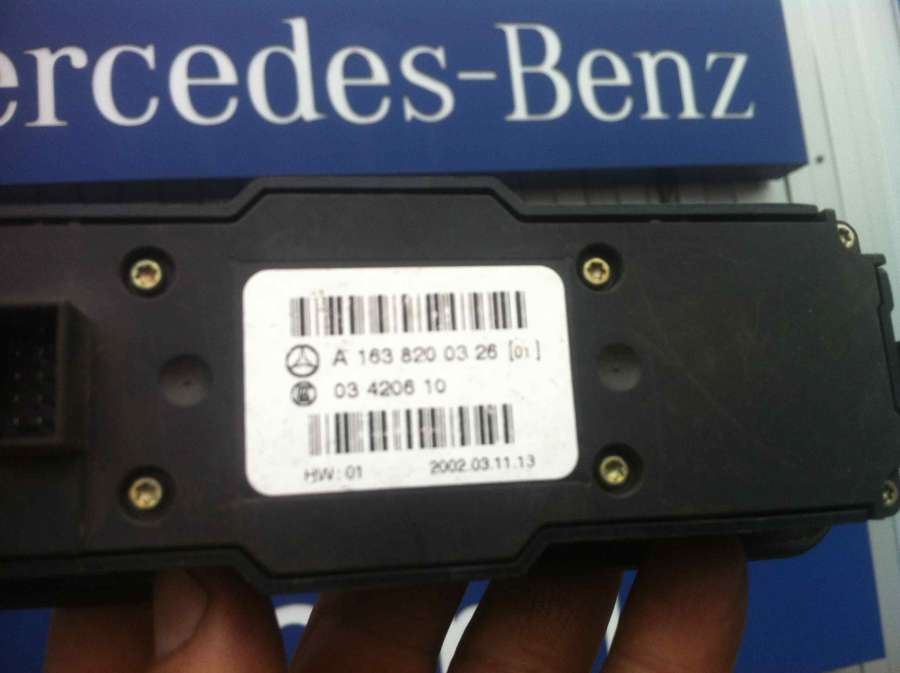 ercedes-Benz
A 163 820 03 26 [01]
03 4206 10
HW: 01 2002.03.11.13